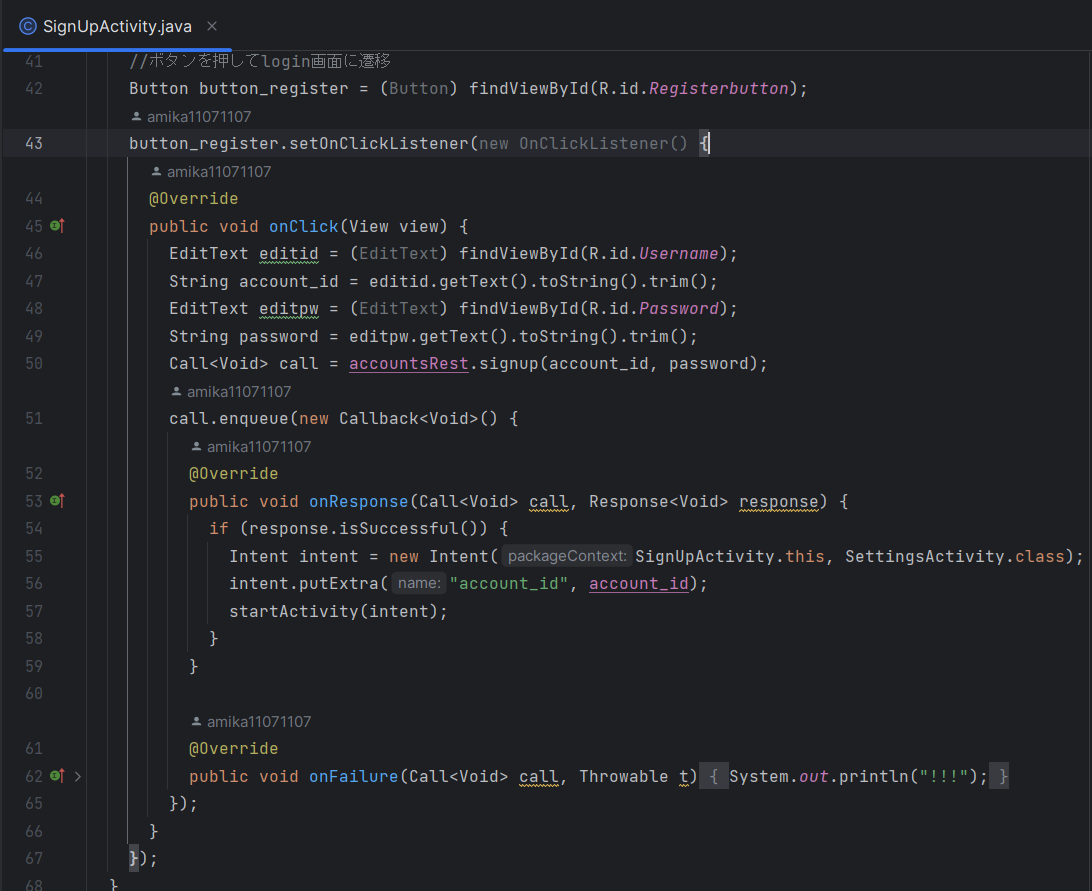 SignUpActivity.java
41 //ボタンを押してlogin画面に遷移
42 Button button_register = (Button) findViewById(R.id.Registerbutton);
amika11071107
43 button_register.setOnClickListener(new OnClickListener() {
amika11071107
44 @Override
45 public void onClick(View view) {
46 EditText editid = (EditText) findViewById(R.id.Username);
47 String account_id = editid.getText().toString().trim();
48 EditText editpw = (EditText) findViewById(R.id.Password);
49 String password = editpw.getText().toString().trim();
50 Call<Void> call = accountsRest.signup(account_id, password);
amika11071107
51 call.enqueue(new Callback<Void>() {
amika11071107
52 @Override
53 public void onResponse(Call<Void> call, Response<Void> response) {
54 if (response.isSuccessful()) {
55 Intent intent = new Intent( packageContext: SignUpActivity.this, SettingsActivity.class);
56 intent.putExtra( name: "account_id", account_id);
57 startActivity(intent);
58 }
59 }
60
amika11071107
61 @Override
62 public void onFailure(Call<Void> call, Throwable t) { System.out.println("!!!"); }
65 });
66 }
67 });
68 }